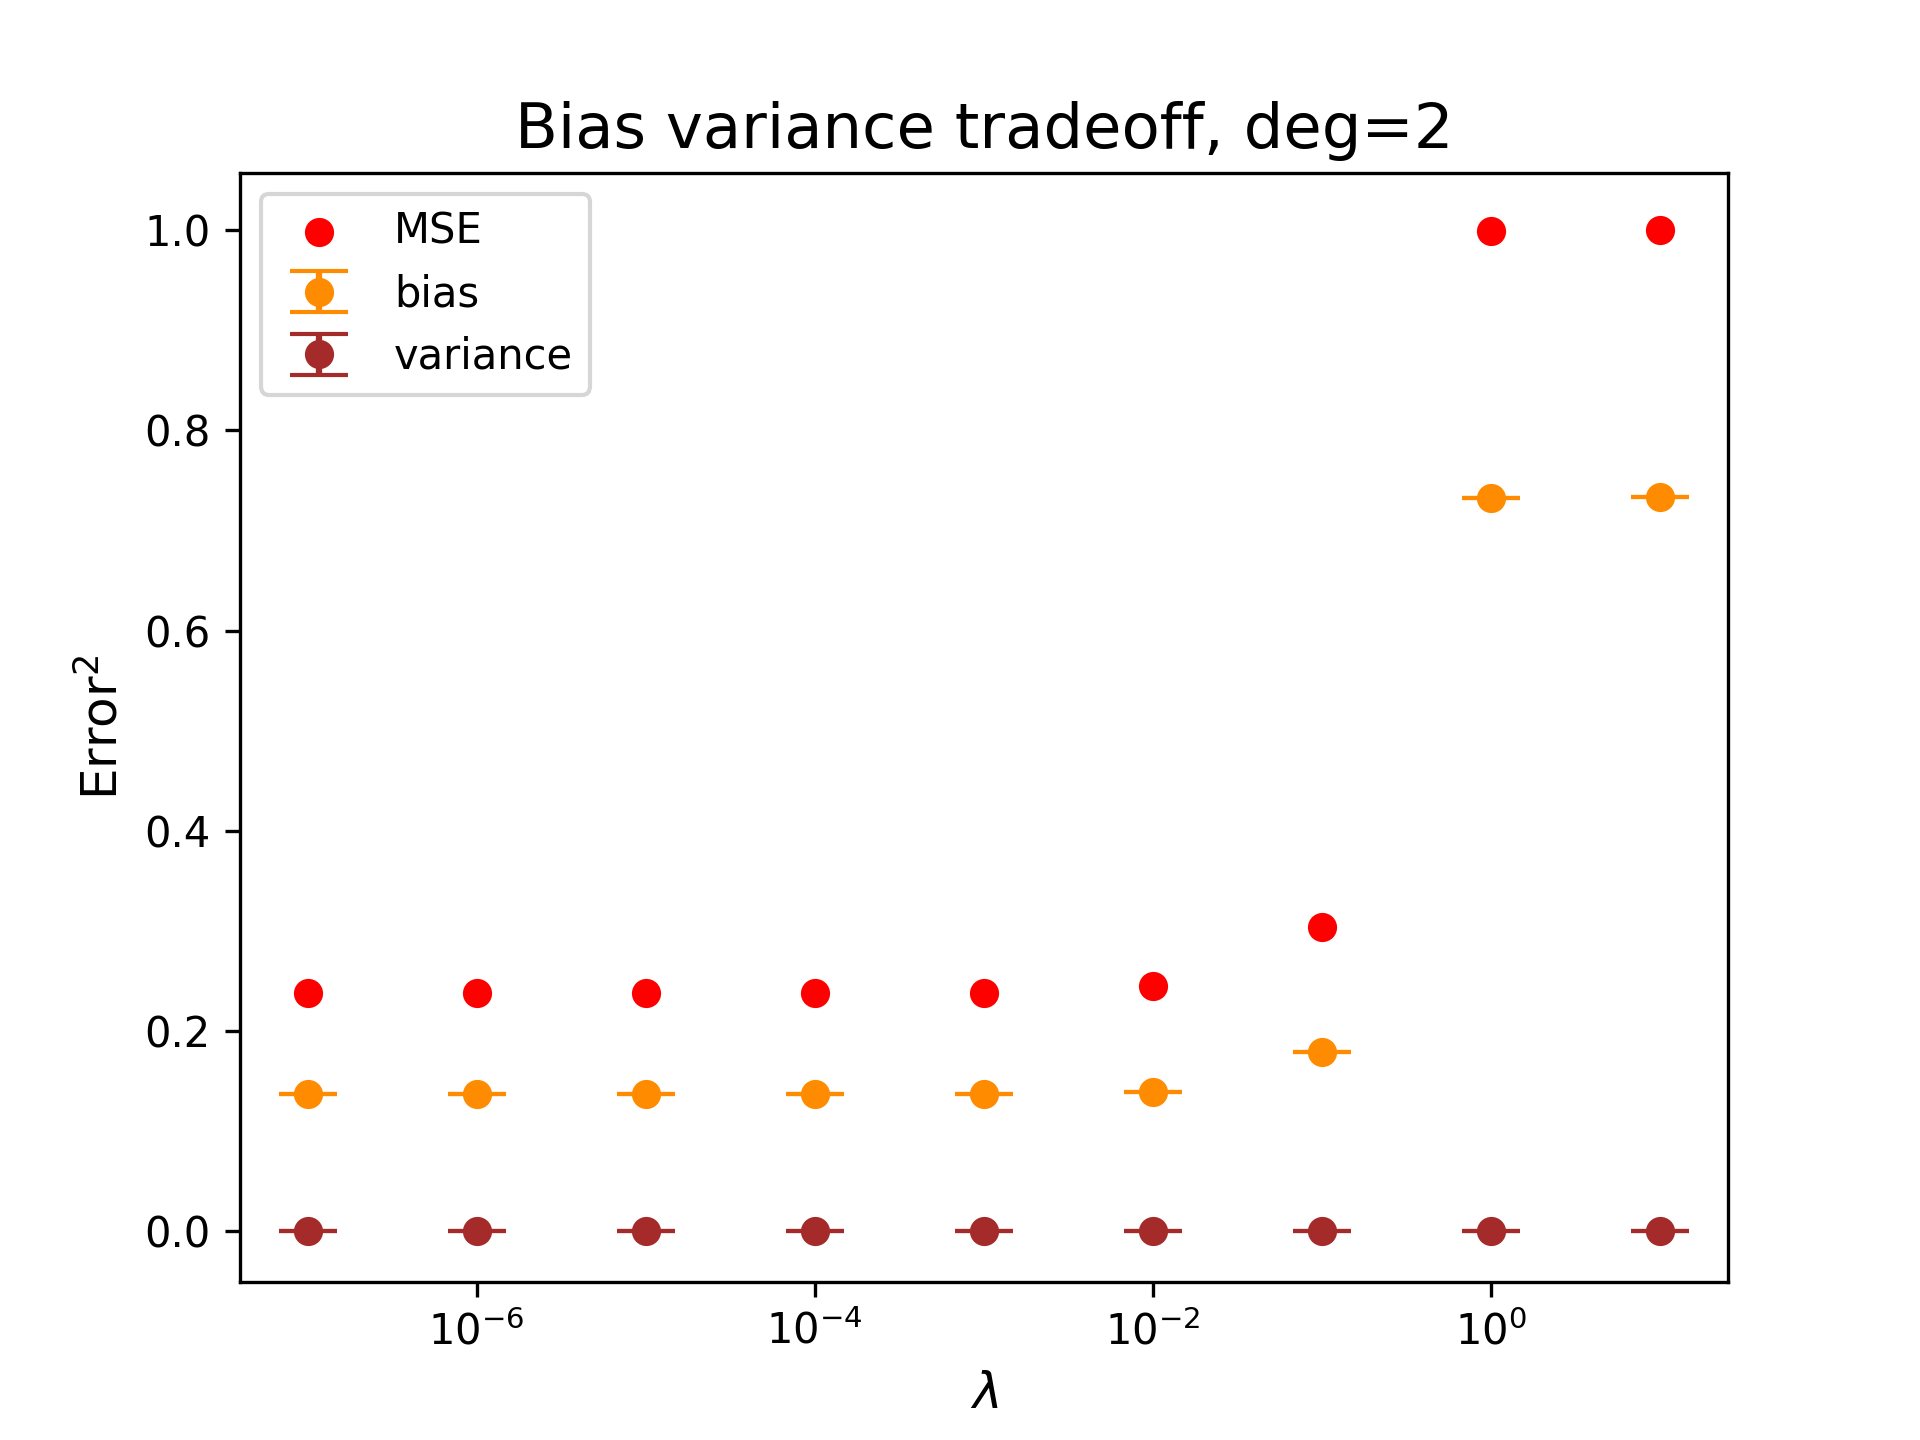 Bias variance tradeoff, deg=2
MSE
bias
variance
1.0
0.8
0.6
0.4
0.2
0.0
Error²
10⁻⁶ 10⁻⁴ 10⁻² 10⁰
λ